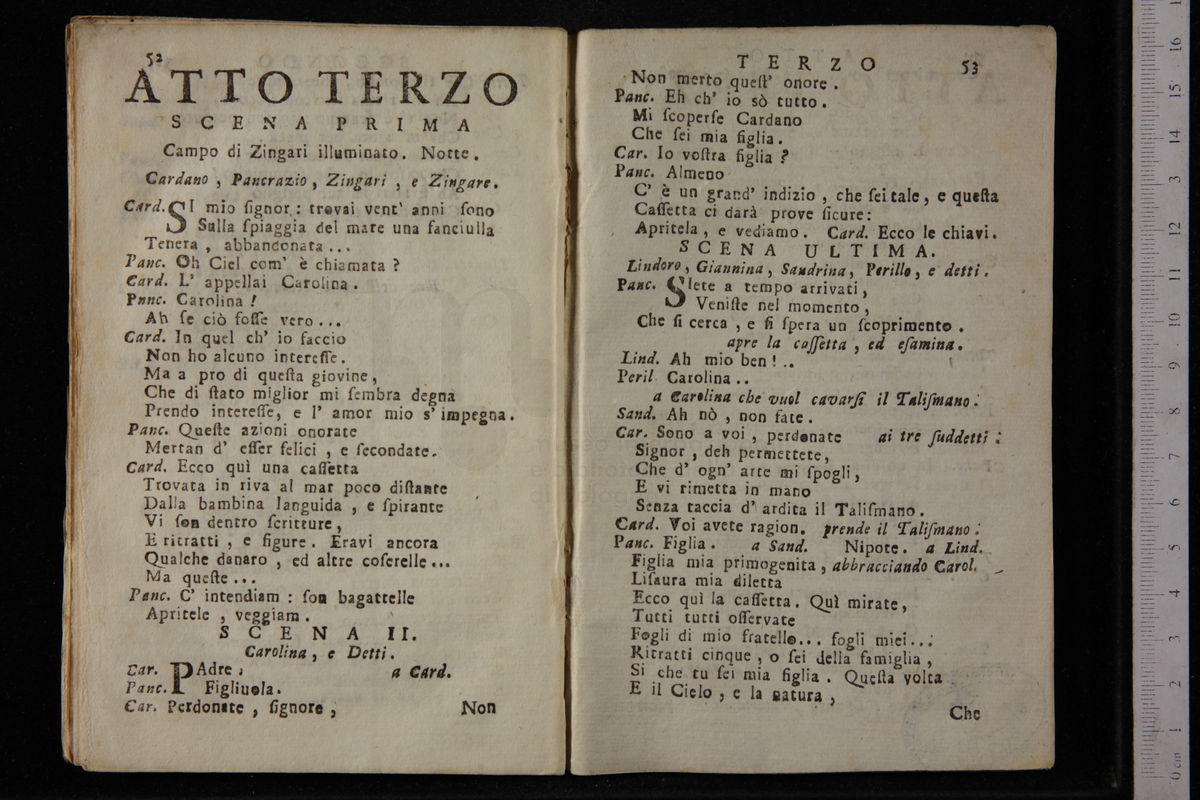 52
ATTO TERZO
SCENA PRIMA
Campo di Zingari illuminato. Notte.
Cardano, Pancrazio, Zingari, e Zingare.
Card. SI mio ſignor: trovai vent' anni ſono
Sulla ſpiaggia del mare una fanciulla
Tenera, abbandonata...
Panc. Oh Ciel com' è chiamata?
Card. L' appellai Carolina.
Pnnc. Carolina!
Ah ſe ciò foſſe vero...
Card. In quel ch' io faccio
Non ho alcuno intereſſe.
Ma a pro di queſta giovine,
Che di ſtato miglior mi ſembra degna
Prendo intereſſe, e l' amor mio s' impegna.
Panc. Queſte azioni onorate
Mertan d' eſſer felici, e ſecondate.
Card. Ecco quì una caſſetta
Trovata in riva al mar poco diſtante
Dalla bambina languida, e ſpirante
Vi ſon dentro ſcritture,
E ritratti, e figure. Eravi ancora
Qualche danaro, ed altre coſerelle...
Ma queſte...
Panc. C' intendiam: ſon bagattelle
Apritele, veggiam.
SCENA II.
Carolina, e Detti.
Car. PAdre. a Card.
Panc. Figliuola.
Car. Perdonate, ſignore,
Non
TERZO 53
Non merto queſt' onore.
Panc. Eh ch' io sò tutto.
Mi ſcoperſe Cardano
Che ſei mia figlia.
Car. Io voſtra figlia?
Panc. Almeno
C' è un grand' indizio, che ſei tale, e queſta
Caſſetta ci darà prove ſicure:
Apritela, e vediamo. Card. Ecco le chiavi.
SCENA ULTIMA.
Lindoro, Giannina, Sandrina, Perillo, e detti.
Panc. SIete a tempo arrivati,
Veniſte nel momento,
Che ſi cerca, e ſi ſpera un ſcoprimento.
apre la caſſetta, ed eſamina.
Lind. Ah mio ben!..
Peril. Carolina..
a Carolina che vuol cavarſi il Taliſmano.
Sand. Ah nò, non fate.
Car. Sono a voi, perdonate ai tre ſuddetti.
Signor, deh permettete,
Che d' ogn' arte mi ſpogli,
E vi rimetta in mano
Senza taccia d' ardita il Taliſmano.
Card. Voi avete ragion. prende il Taliſmano.
Panc. Figlia. a Sand. Nipote. a Lind.
Figlia mia primogenita, abbracciando Carol.
Liſaura mia diletta
Ecco quì la caſſetta. Quì mirate,
Tutti tutti oſſervate
Fogli di mio fratello... fogli miei...
Ritratti cinque, o ſei della famiglia,
Si che tu ſei mia figlia. Queſta volta
E il Cielo, e la natura,
Che